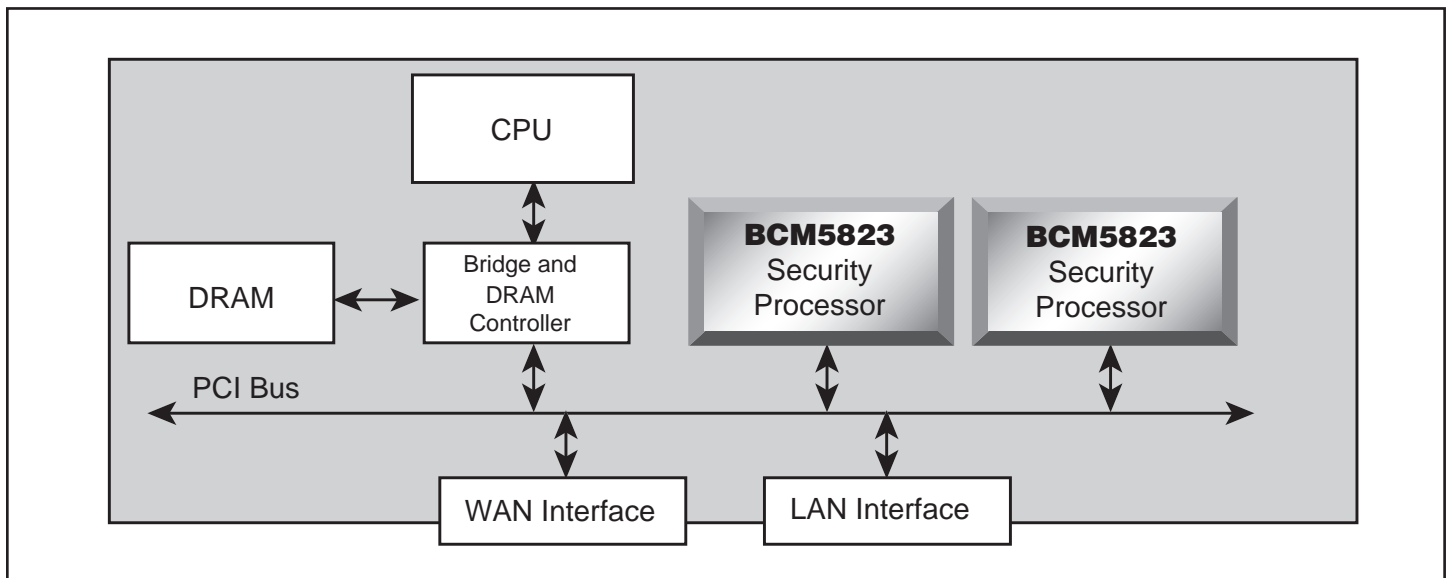 CPU
BCM5823
Security
Processor
BCM5823
Security
Processor
DRAM
Bridge and
DRAM
Controller
PCI Bus
WAN Interface
LAN Interface